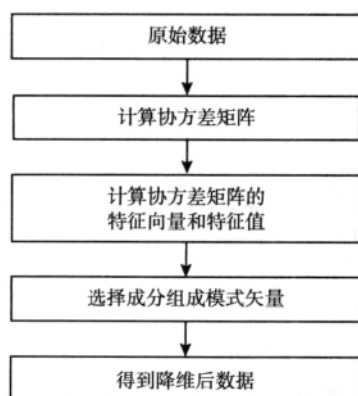 原始数据
计算协方差矩阵
计算协方差矩阵的
特征向量和特征值
选择成分组成模式矢量
得到降维后数据